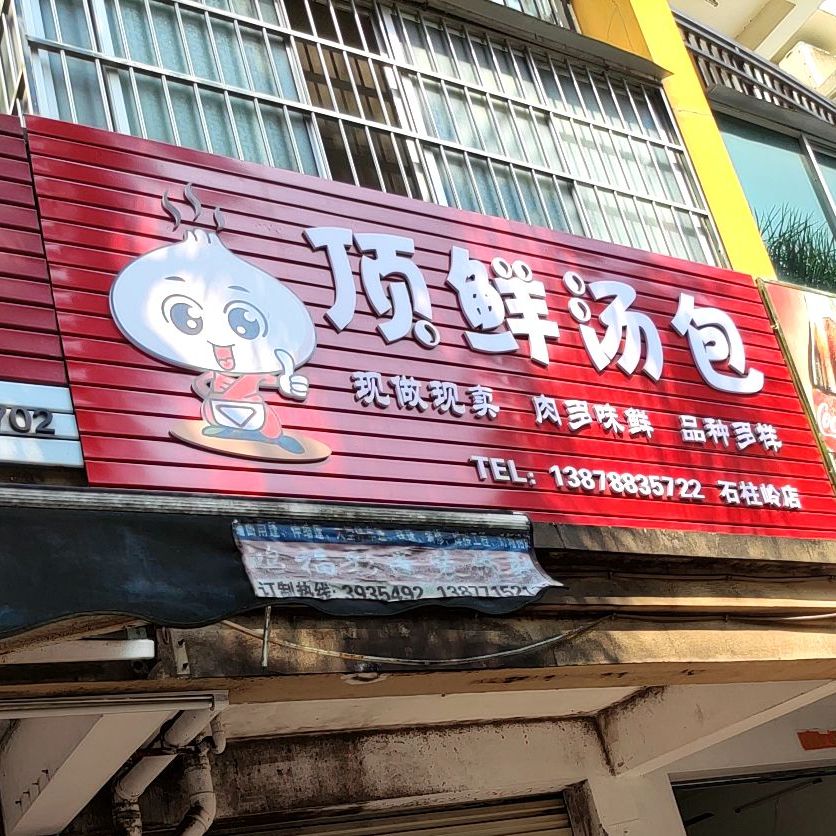 顶鲜汤包
现做现卖 肉多味鲜 品种多样
TEL: 13878835722 石柱岭店
702
订制热线: 3935492 13877152